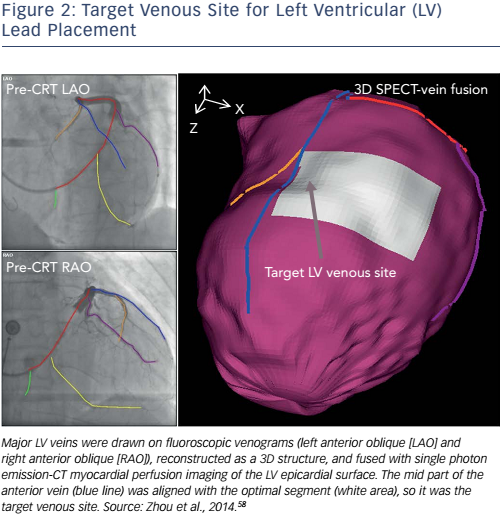 Figure 2: Target Venous Site for Left Ventricular (LV)
Lead Placement
LAO
Pre-CRT LAO
RAO
Pre-CRT RAO
3D SPECT-vein fusion
X
Z
Target LV venous site
Major LV veins were drawn on fluoroscopic venograms (left anterior oblique [LAO] and
right anterior oblique [RAO]), reconstructed as a 3D structure, and fused with single photon
emission-CT myocardial perfusion imaging of the LV epicardial surface. The mid part of the
anterior vein (blue line) was aligned with the optimal segment (white area), so it was the
target venous site. Source: Zhou et al., 2014.⁵⁸